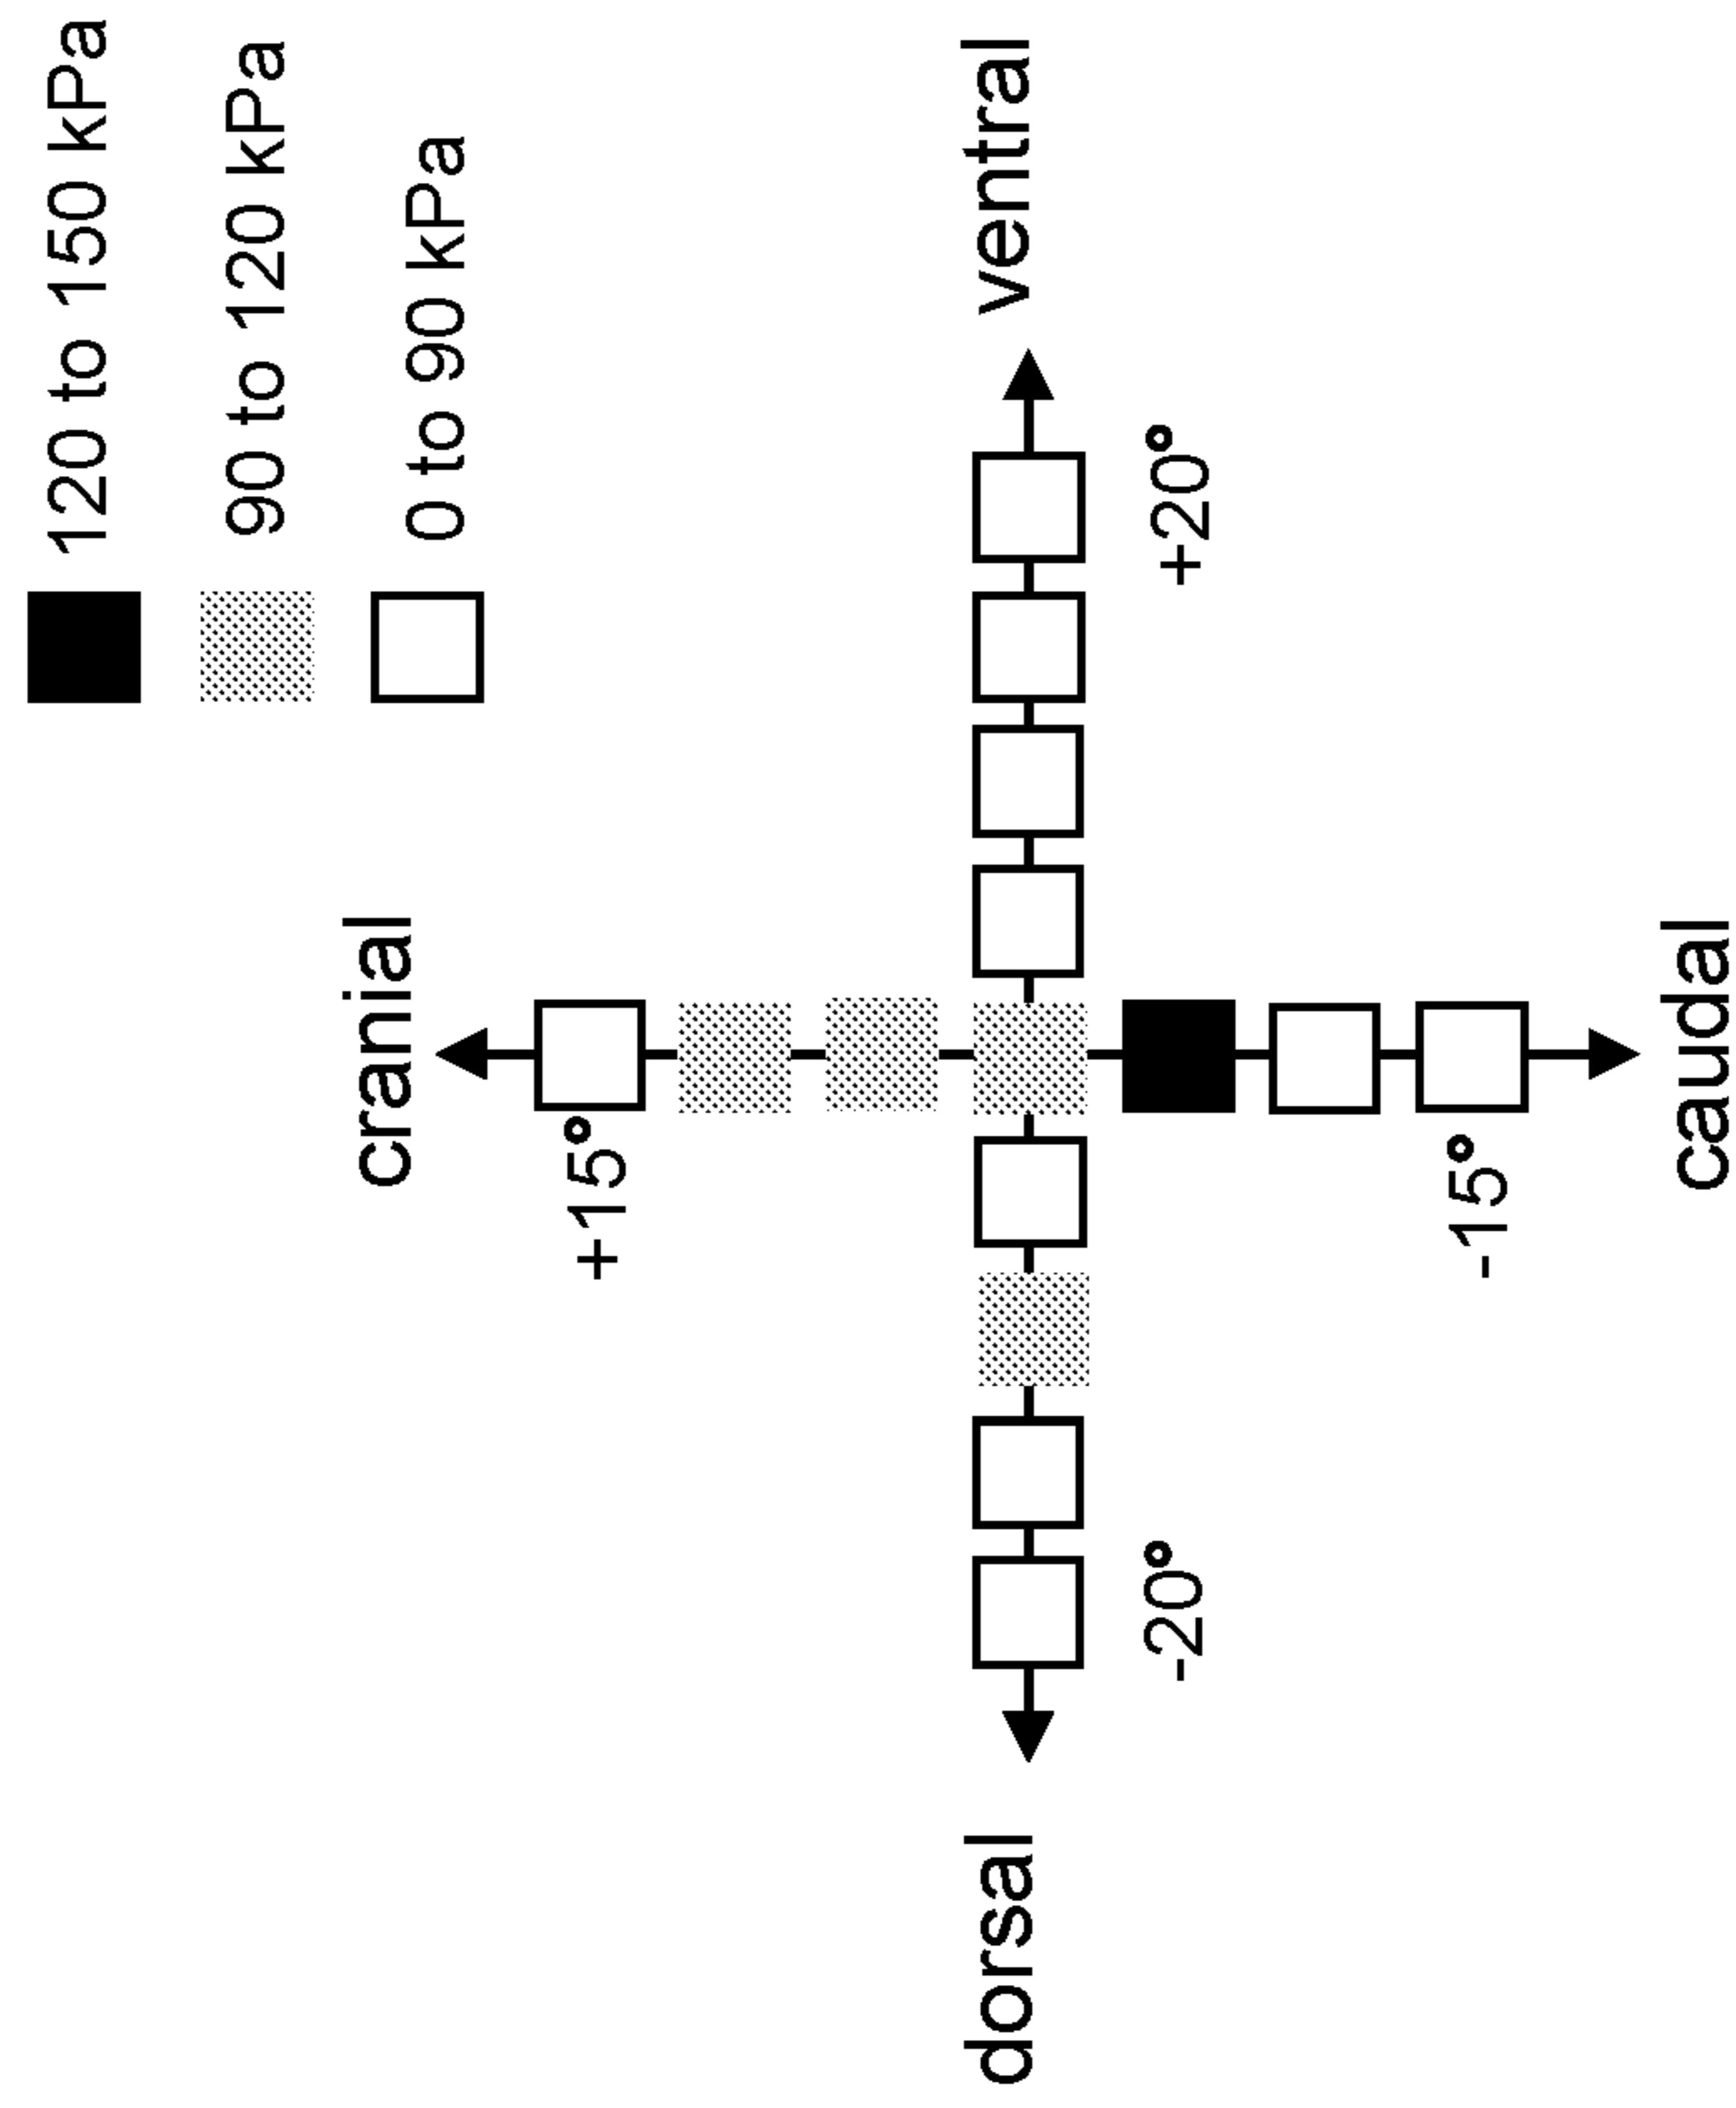 120 to 150 kPa
90 to 120 kPa
0 to 90 kPa
cranial
+15°
ventral
+20°
dorsal
-20°
-15°
caudal